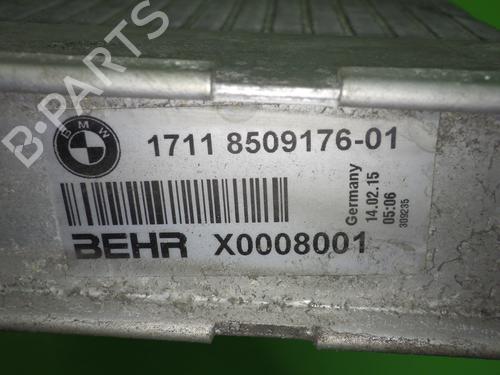 BMW
1711 8509176-01
BEHR X0008001
Germany
14.02.15
05:06
309235
B-PARTS